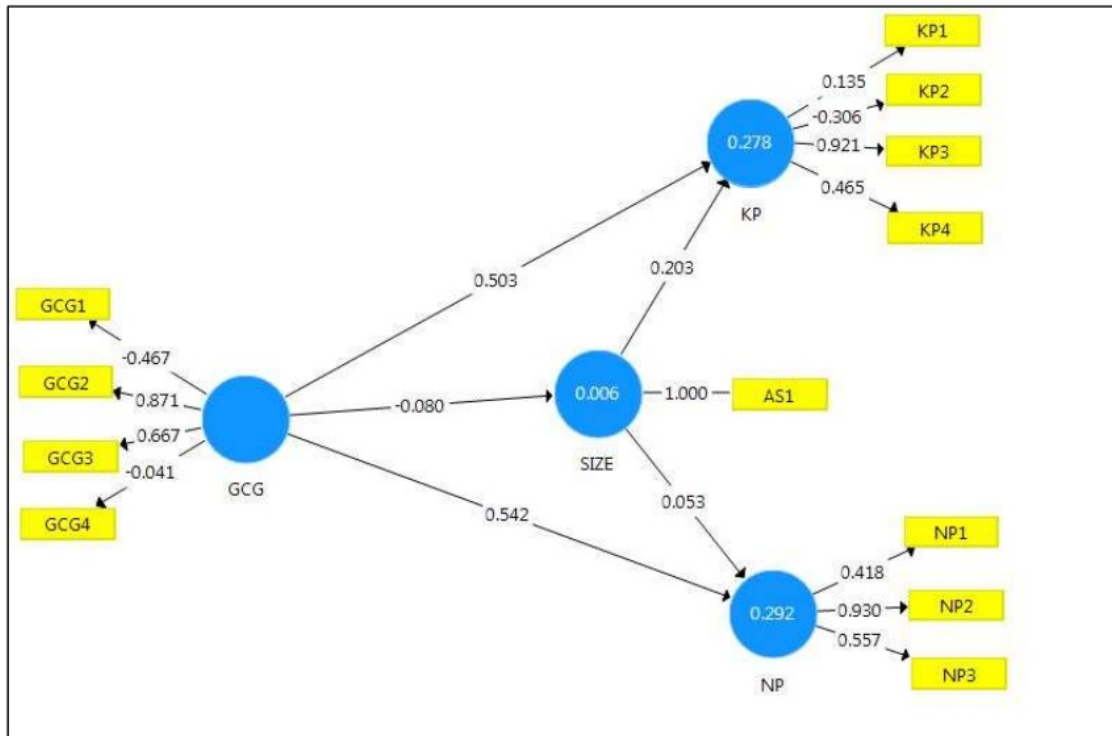 KP1
0.135
KP2
-0.306
0.278
0.921
KP3
0.465
KP
KP4
0.203
0.503
GCG1
-0.467
GCG2
0.871
0.667
GCG3
-0.041
GCG
GCG4
-0.080
0.006
1.000
AS1
SIZE
0.053
0.542
NP1
0.418
0.930
NP2
0.292
0.557
NP3
NP